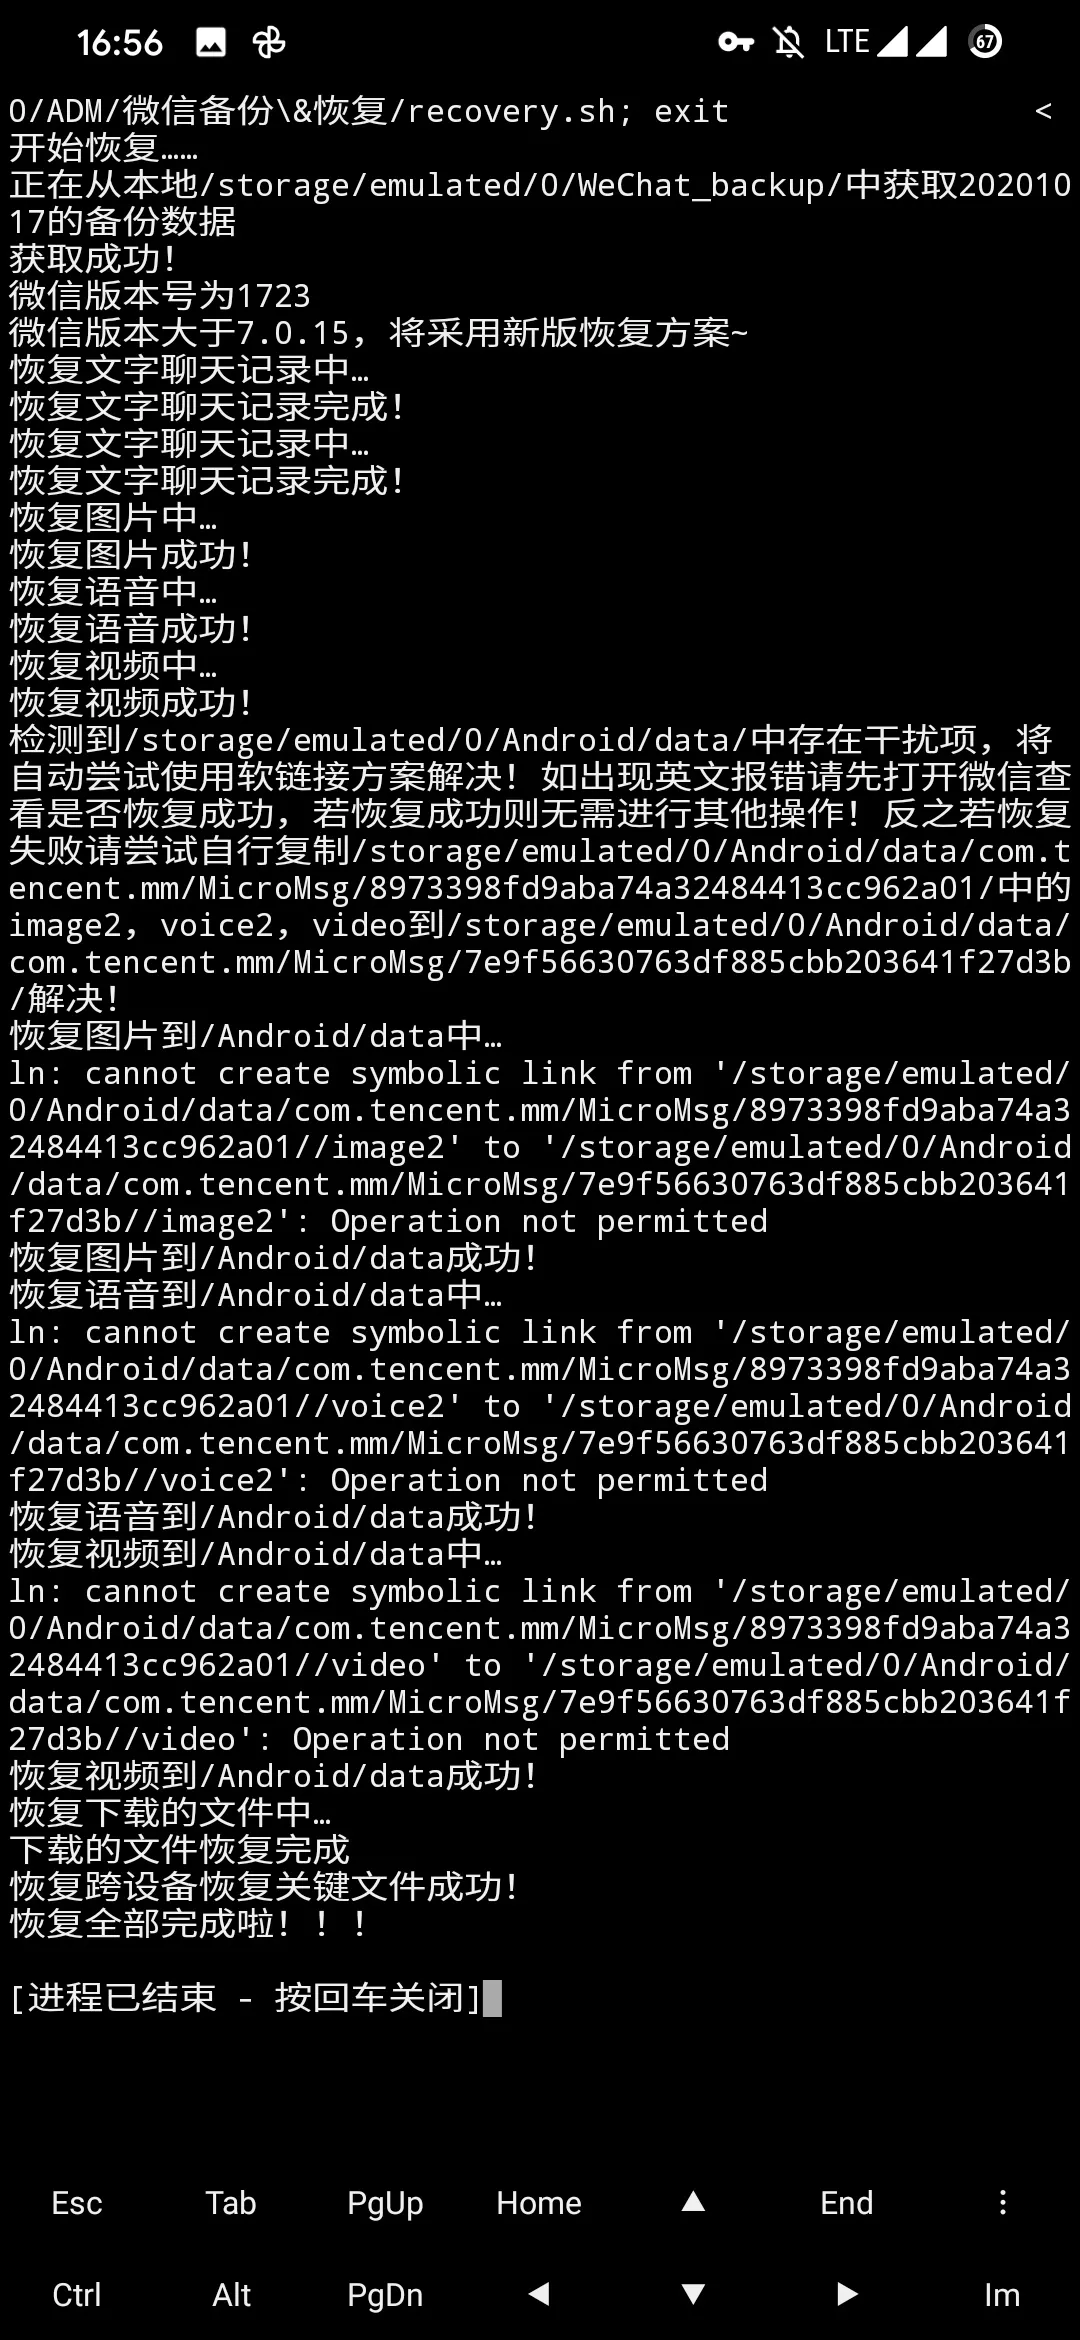 16:56 LTE 67
0/ADM/微信备份\&恢复/recovery.sh; exit <
开始恢复……
正在从本地/storage/emulated/0/WeChat_backup/中获取202010
17的备份数据
获取成功！
微信版本号为1723
微信版本大于7.0.15，将采用新版恢复方案~
恢复文字聊天记录中…
恢复文字聊天记录完成！
恢复文字聊天记录中…
恢复文字聊天记录完成！
恢复图片中…
恢复图片成功！
恢复语音中…
恢复语音成功！
恢复视频中…
恢复视频成功！
检测到/storage/emulated/0/Android/data/中存在干扰项，将
自动尝试使用软链接方案解决！如出现英文报错请先打开微信查
看是否恢复成功，若恢复成功则无需进行其他操作！反之若恢复
失败请尝试自行复制/storage/emulated/0/Android/data/com.t
encent.mm/MicroMsg/8973398fd9aba74a32484413cc962a01/中的
image2，voice2，video到/storage/emulated/0/Android/data/
com.tencent.mm/MicroMsg/7e9f56630763df885cbb203641f27d3b
/解决！
恢复图片到/Android/data中…
ln: cannot create symbolic link from '/storage/emulated/
0/Android/data/com.tencent.mm/MicroMsg/8973398fd9aba74a3
2484413cc962a01//image2' to '/storage/emulated/0/Android
/data/com.tencent.mm/MicroMsg/7e9f56630763df885cbb203641
f27d3b//image2': Operation not permitted
恢复图片到/Android/data成功！
恢复语音到/Android/data中…
ln: cannot create symbolic link from '/storage/emulated/
0/Android/data/com.tencent.mm/MicroMsg/8973398fd9aba74a3
2484413cc962a01//voice2' to '/storage/emulated/0/Android
/data/com.tencent.mm/MicroMsg/7e9f56630763df885cbb203641
f27d3b//voice2': Operation not permitted
恢复语音到/Android/data成功！
恢复视频到/Android/data中…
ln: cannot create symbolic link from '/storage/emulated/
0/Android/data/com.tencent.mm/MicroMsg/8973398fd9aba74a3
2484413cc962a01//video' to '/storage/emulated/0/Android/
data/com.tencent.mm/MicroMsg/7e9f56630763df885cbb203641f
27d3b//video': Operation not permitted
恢复视频到/Android/data成功！
恢复下载的文件中…
下载的文件恢复完成
恢复跨设备恢复关键文件成功！
恢复全部完成啦！！！
[进程已结束 - 按回车关闭]
Esc Tab PgUp Home ▲ End ⋮
Ctrl Alt PgDn ◀ ▼ ▶ Im